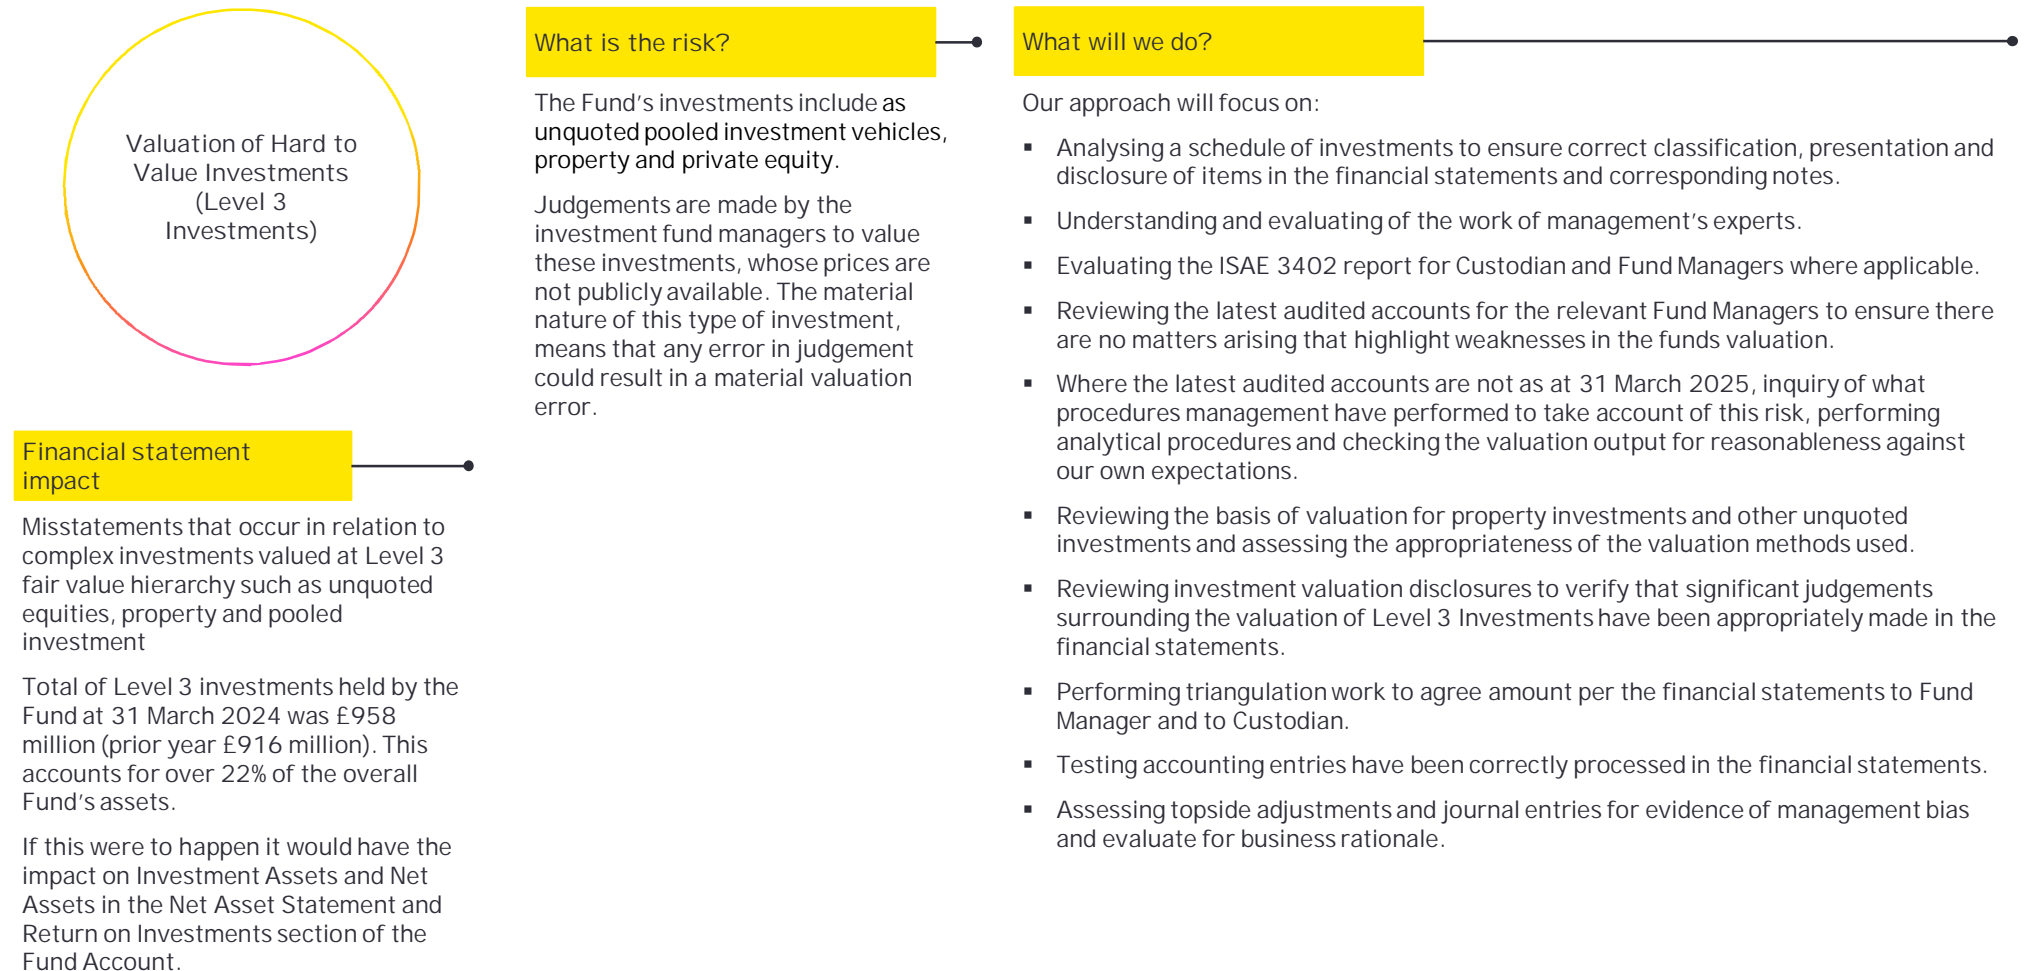 Valuation of Hard to
Value Investments
(Level 3
Investments)
Financial statement
impact
Misstatements that occur in relation to
complex investments valued at Level 3
fair value hierarchy such as unquoted
equities, property and pooled
investment
Total of Level 3 investments held by the
Fund at 31 March 2024 was £958
million (prior year £916 million). This
accounts for over 22% of the overall
Fund's assets.
If this were to happen it would have the
impact on Investment Assets and Net
Assets in the Net Asset Statement and
Return on Investments section of the
Fund Account.
What is the risk?
The Fund's investments include as
unquoted pooled investment vehicles,
property and private equity.
Judgements are made by the
investment fund managers to value
these investments, whose prices are
not publicly available. The material
nature of this type of investment,
means that any error in judgement
could result in a material valuation
error.
What will we do?
Our approach will focus on:
▪ Analysing a schedule of investments to ensure correct classification, presentation and
disclosure of items in the financial statements and corresponding notes.
▪ Understanding and evaluating of the work of management's experts.
▪ Evaluating the ISAE 3402 report for Custodian and Fund Managers where applicable.
▪ Reviewing the latest audited accounts for the relevant Fund Managers to ensure there
are no matters arising that highlight weaknesses in the funds valuation.
▪ Where the latest audited accounts are not as at 31 March 2025, inquiry of what
procedures management have performed to take account of this risk, performing
analytical procedures and checking the valuation output for reasonableness against
our own expectations.
▪ Reviewing the basis of valuation for property investments and other unquoted
investments and assessing the appropriateness of the valuation methods used.
▪ Reviewing investment valuation disclosures to verify that significant judgements
surrounding the valuation of Level 3 Investments have been appropriately made in the
financial statements.
▪ Performing triangulation work to agree amount per the financial statements to Fund
Manager and to Custodian.
▪ Testing accounting entries have been correctly processed in the financial statements.
▪ Assessing topside adjustments and journal entries for evidence of management bias
and evaluate for business rationale.